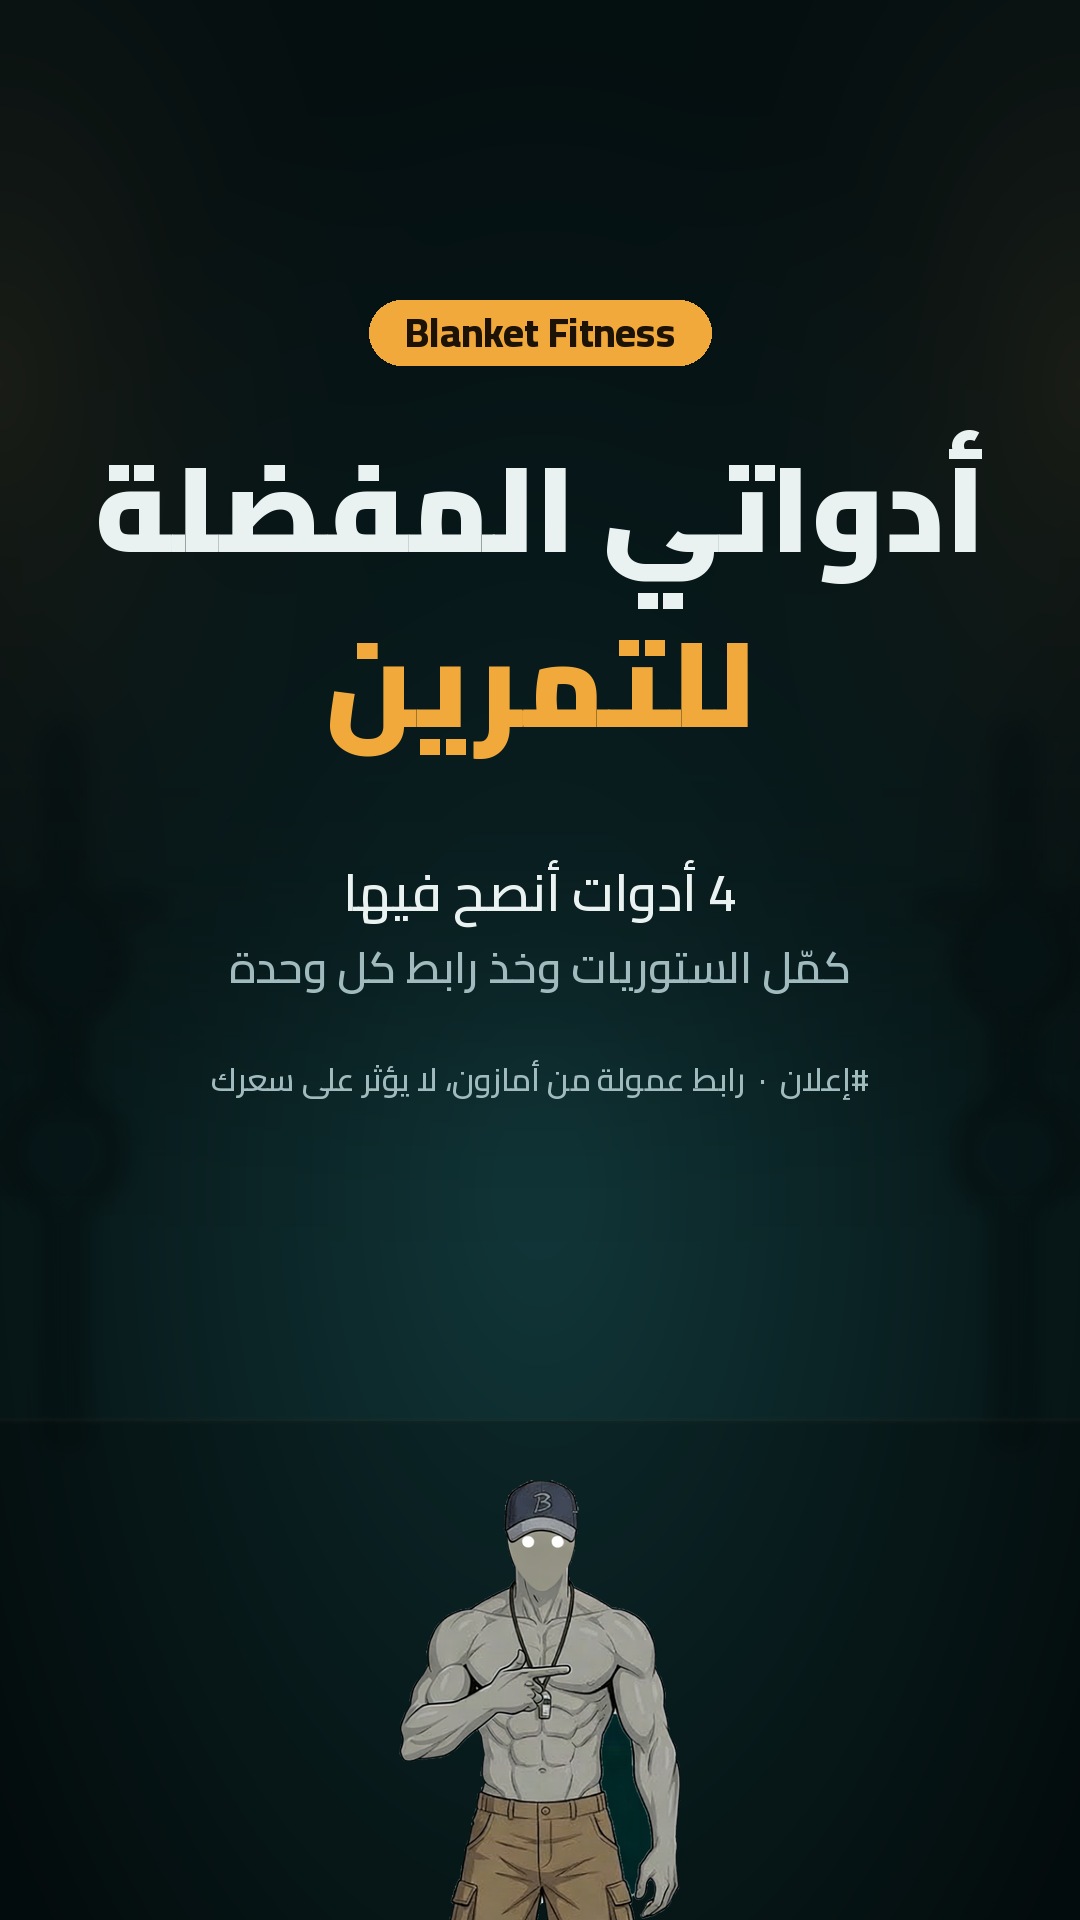 Blanket Fitness
أدواتي المفضلة
للتمرين
4 أدوات أنصح فيها
كمّل الستوريات وخذ رابط كل وحدة
#إعلان · رابط عمولة من أمازون، لا يؤثر على سعرك
B